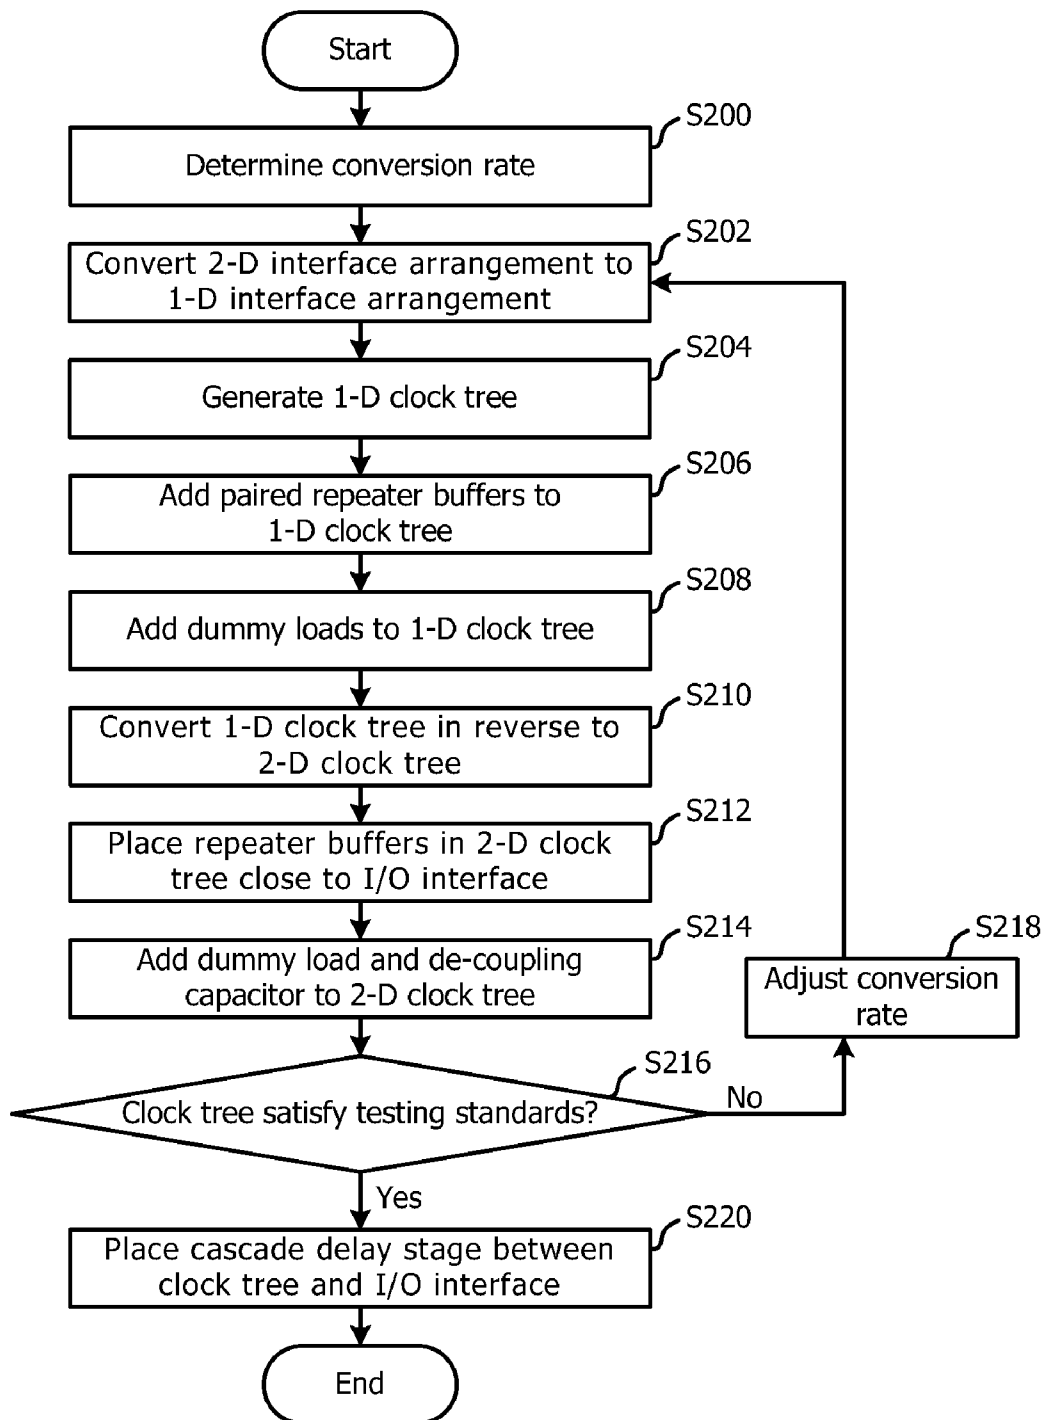 Start
S200
Determine conversion rate
S202
Convert 2-D interface arrangement to
1-D interface arrangement
S204
Generate 1-D clock tree
S206
Add paired repeater buffers to
1-D clock tree
S208
Add dummy loads to 1-D clock tree
S210
Convert 1-D clock tree in reverse to
2-D clock tree
S212
Place repeater buffers in 2-D clock
tree close to I/O interface
S214
Add dummy load and de-coupling
capacitor to 2-D clock tree
S218
Adjust conversion
rate
S216
Clock tree satisfy testing standards?
No
Yes
S220
Place cascade delay stage between
clock tree and I/O interface
End